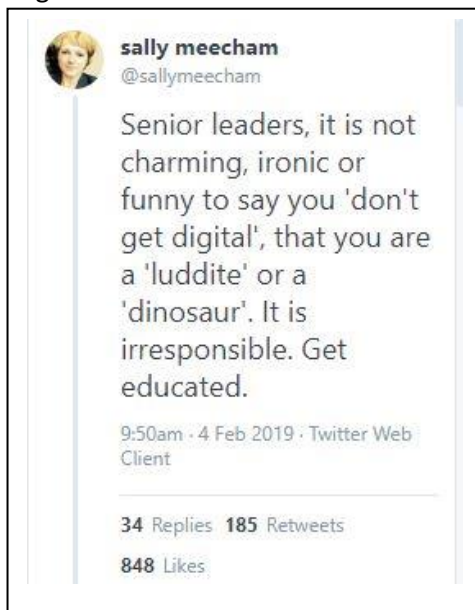 sally meecham
@sallymeecham
Senior leaders, it is not
charming, ironic or
funny to say you 'don't
get digital', that you are
a 'luddite' or a
'dinosaur'. It is
irresponsible. Get
educated.
9:50am · 4 Feb 2019 · Twitter Web
Client
34 Replies 185 Retweets
848 Likes